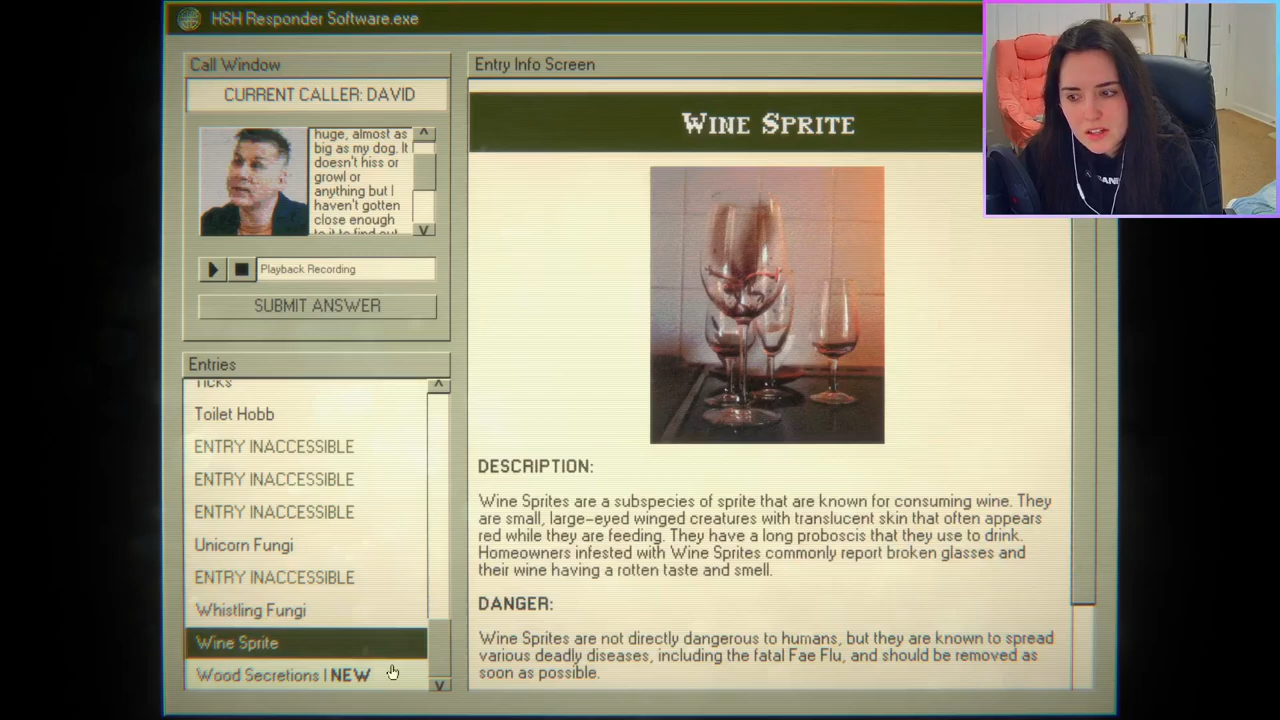 HSH Responder Software.exe
Call Window
CURRENT CALLER: DAVID
huge, almost as
big as my dog. It
doesn't hiss or
growl or
anything but I
haven't gotten
close enough
to it to find out
Playback Recording
SUBMIT ANSWER
Entries
Ticks
Toilet Hobb
ENTRY INACCESSIBLE
ENTRY INACCESSIBLE
ENTRY INACCESSIBLE
Unicorn Fungi
ENTRY INACCESSIBLE
Whistling Fungi
Wine Sprite
Wood Secretions | NEW
Entry Info Screen
WINE SPRITE
DESCRIPTION:
Wine Sprites are a subspecies of sprite that are known for consuming wine. They
are small, large-eyed winged creatures with translucent skin that often appears
red while they are feeding. They have a long proboscis that they use to drink.
Homeowners infested with Wine Sprites commonly report broken glasses and
their wine having a rotten taste and smell.
DANGER:
Wine Sprites are not directly dangerous to humans, but they are known to spread
various deadly diseases, including the fatal Fae Flu, and should be removed as
soon as possible.